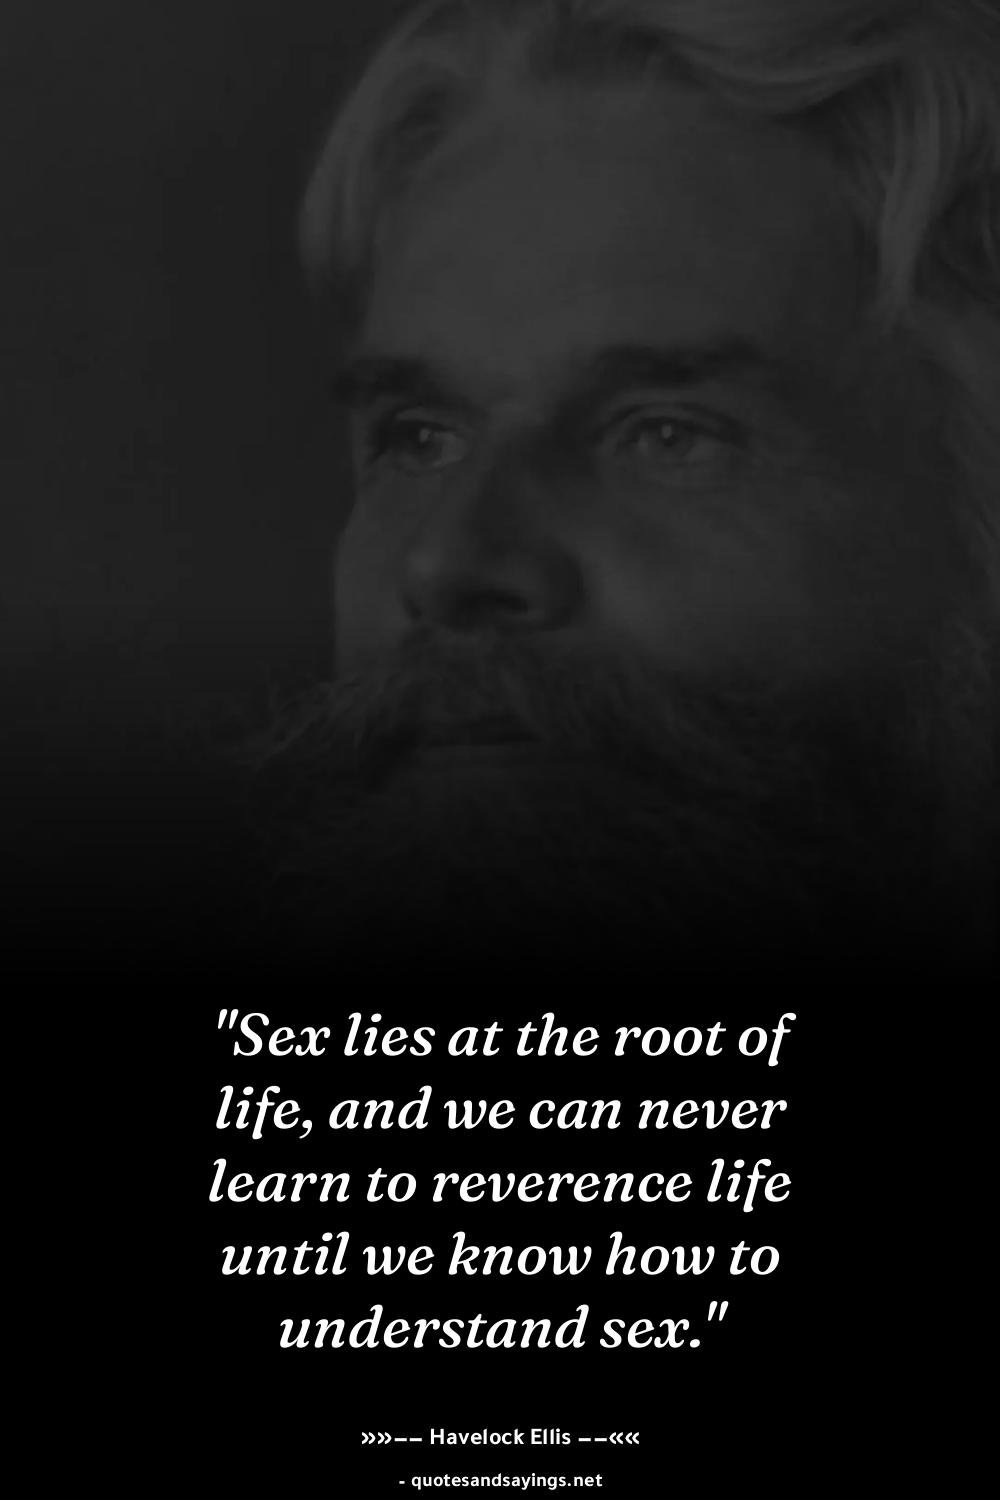 "Sex lies at the root of
life, and we can never
learn to reverence life
until we know how to
understand sex."
»»−− Havelock Ellis −−««
- quotesandsayings.net